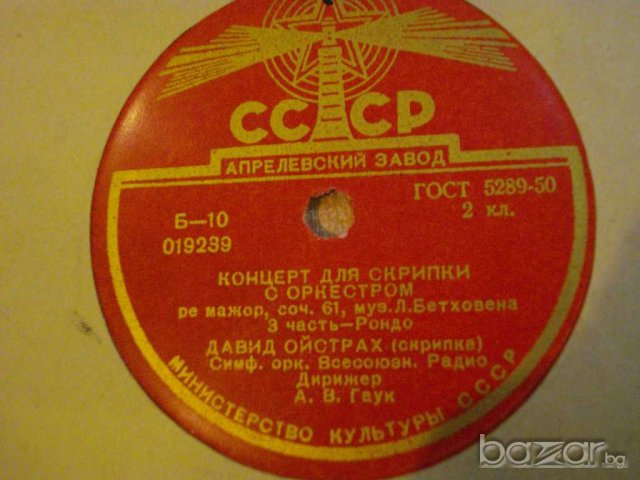 СССР
АПРЕЛЕВСКИЙ ЗАВОД
ГОСТ 5289-50
2 кл.
Б—10
019239
КОНЦЕРТ ДЛЯ СКРИПКИ
С ОРКЕСТРОМ
ре мажор, соч. 61, муз. Л. Бетховена
3 часть—Рондо
ДАВИД ОЙСТРАХ (скрипка)
Симф. орк. Всесоюзн. Радио
Дирижер
А. В. Гаук
МИНИСТЕРСТВО КУЛЬТУРЫ СССР
bazar.bg